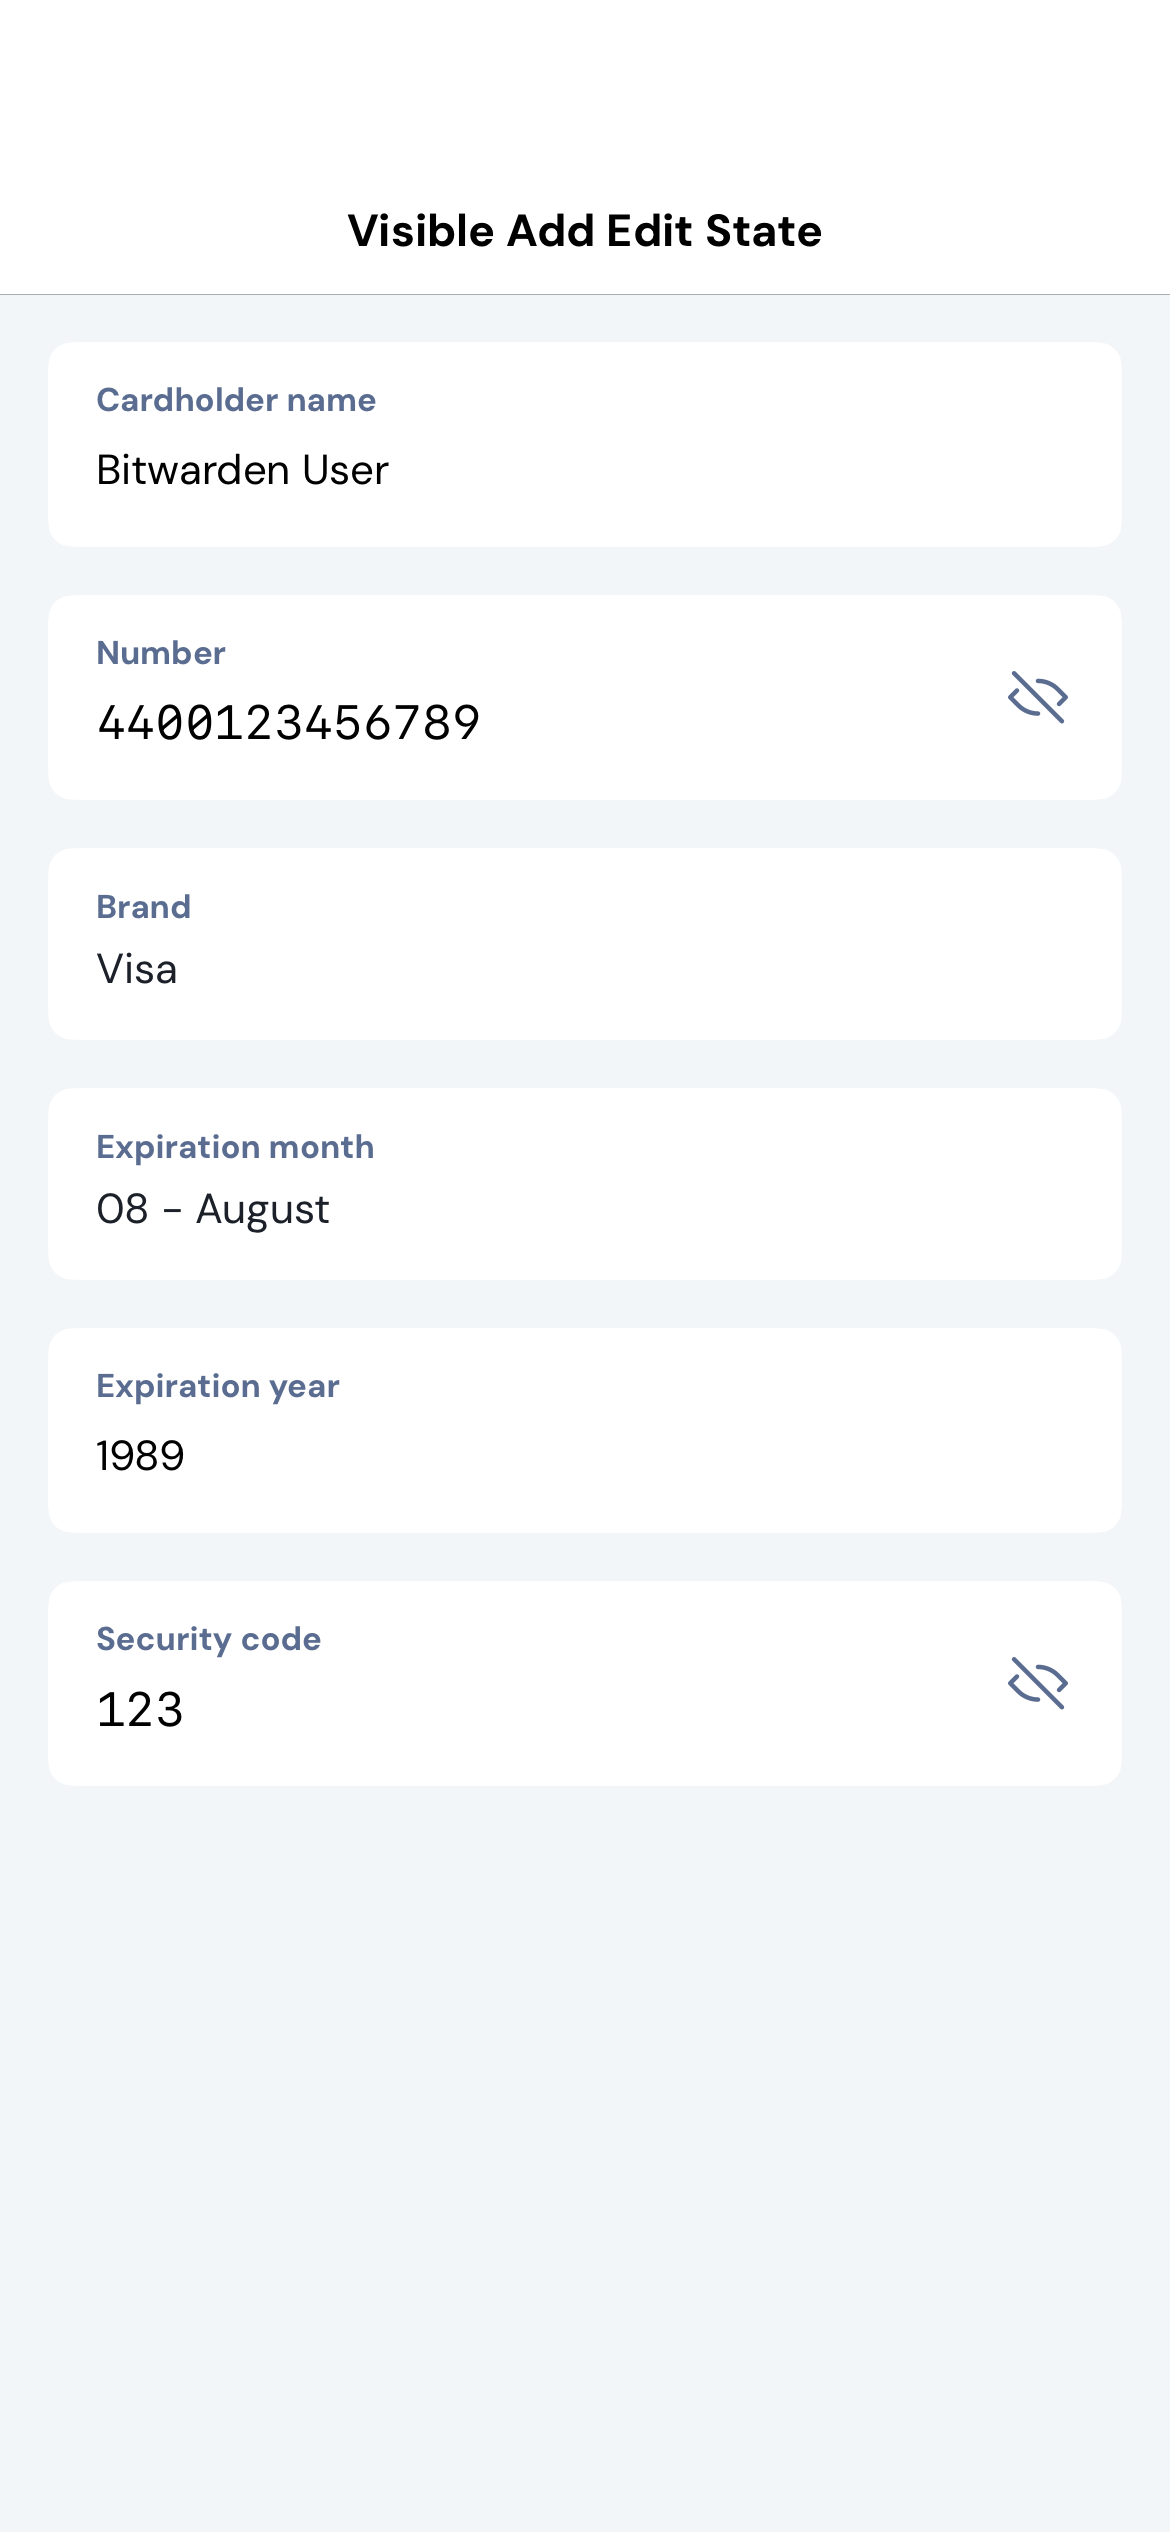 Visible Add Edit State
Cardholder name
Bitwarden User
Number
4400123456789
Brand
Visa
Expiration month
08 - August
Expiration year
1989
Security code
123